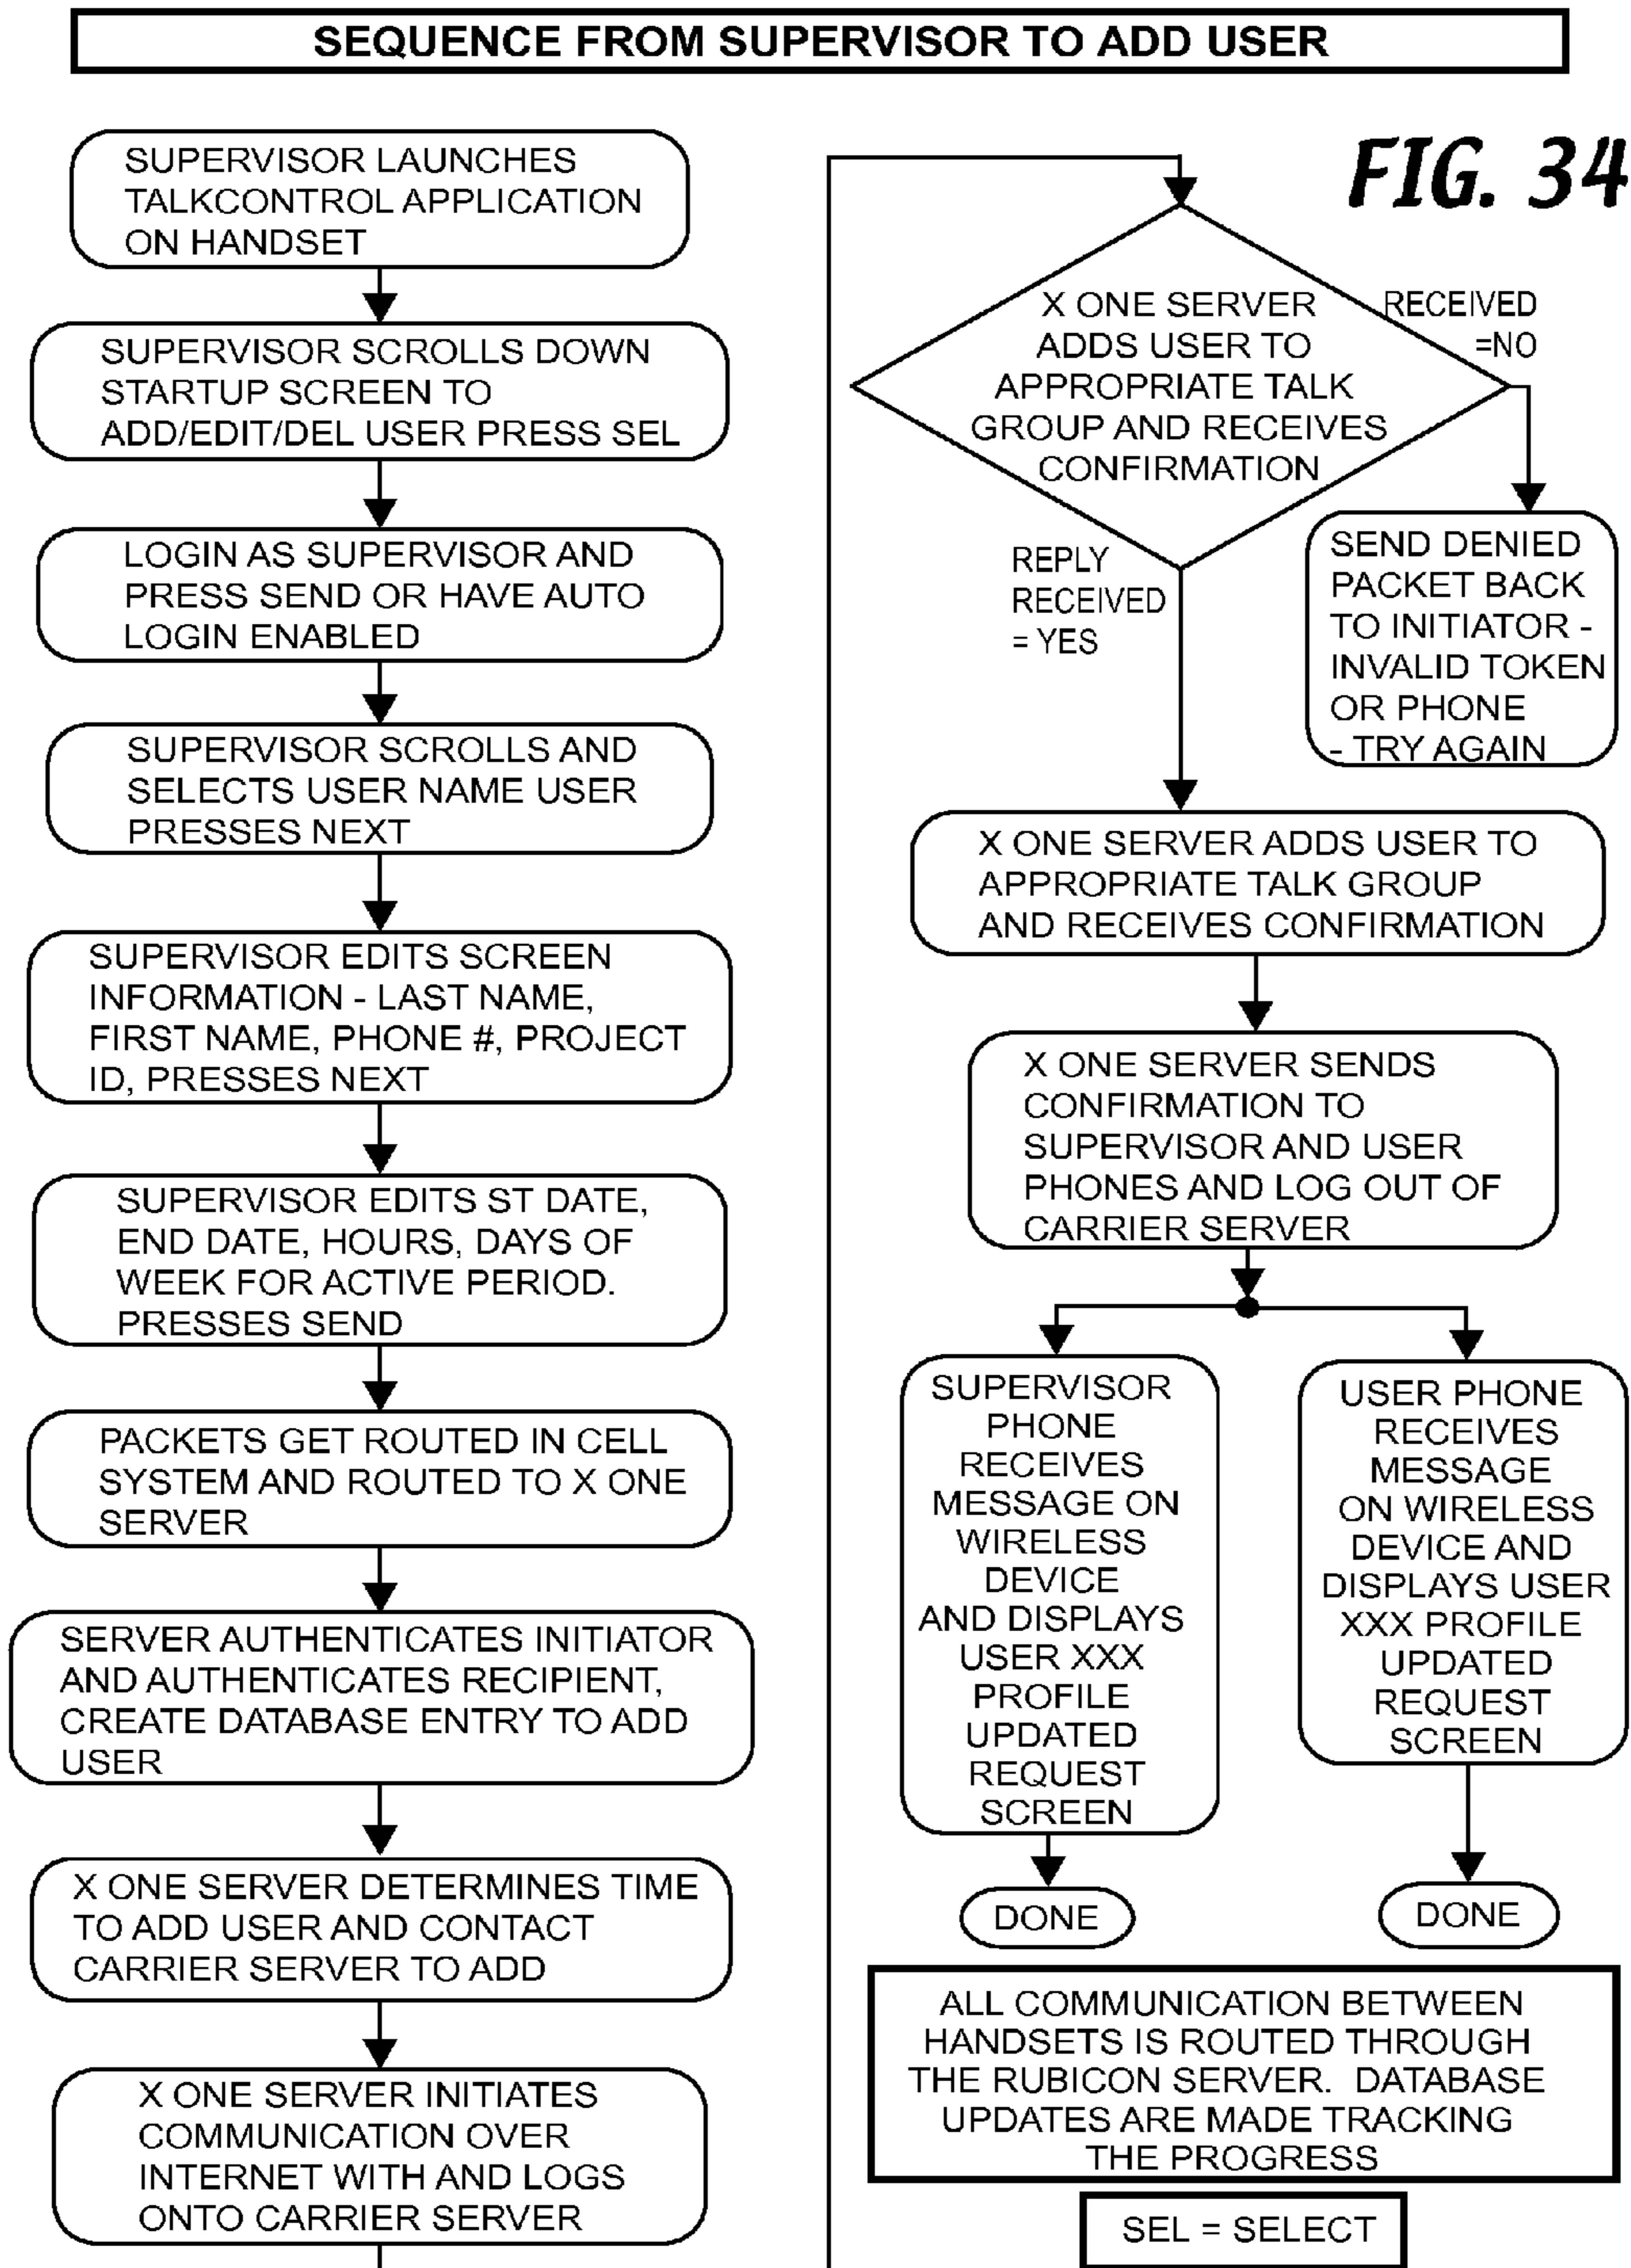 SEQUENCE FROM SUPERVISOR TO ADD USER
FIG. 34
SUPERVISOR LAUNCHES
TALKCONTROL APPLICATION
ON HANDSET
SUPERVISOR SCROLLS DOWN
STARTUP SCREEN TO
ADD/EDIT/DEL USER PRESS SEL
LOGIN AS SUPERVISOR AND
PRESS SEND OR HAVE AUTO
LOGIN ENABLED
SUPERVISOR SCROLLS AND
SELECTS USER NAME USER
PRESSES NEXT
SUPERVISOR EDITS SCREEN
INFORMATION - LAST NAME,
FIRST NAME, PHONE #, PROJECT
ID, PRESSES NEXT
SUPERVISOR EDITS ST DATE,
END DATE, HOURS, DAYS OF
WEEK FOR ACTIVE PERIOD.
PRESSES SEND
PACKETS GET ROUTED IN CELL
SYSTEM AND ROUTED TO X ONE
SERVER
SERVER AUTHENTICATES INITIATOR
AND AUTHENTICATES RECIPIENT,
CREATE DATABASE ENTRY TO ADD
USER
X ONE SERVER DETERMINES TIME
TO ADD USER AND CONTACT
CARRIER SERVER TO ADD
X ONE SERVER INITIATES
COMMUNICATION OVER
INTERNET WITH AND LOGS
ONTO CARRIER SERVER
X ONE SERVER
ADDS USER TO
APPROPRIATE TALK
GROUP AND RECEIVES
CONFIRMATION
RECEIVED
=NO
SEND DENIED
PACKET BACK
TO INITIATOR -
INVALID TOKEN
OR PHONE
- TRY AGAIN
REPLY
RECEIVED
= YES
X ONE SERVER ADDS USER TO
APPROPRIATE TALK GROUP
AND RECEIVES CONFIRMATION
X ONE SERVER SENDS
CONFIRMATION TO
SUPERVISOR AND USER
PHONES AND LOG OUT OF
CARRIER SERVER
SUPERVISOR
PHONE
RECEIVES
MESSAGE ON
WIRELESS
DEVICE
AND DISPLAYS
USER XXX
PROFILE
UPDATED
REQUEST
SCREEN
DONE
USER PHONE
RECEIVES
MESSAGE
ON WIRELESS
DEVICE AND
DISPLAYS USER
XXX PROFILE
UPDATED
REQUEST
SCREEN
DONE
ALL COMMUNICATION BETWEEN
HANDSETS IS ROUTED THROUGH
THE RUBICON SERVER. DATABASE
UPDATES ARE MADE TRACKING
THE PROGRESS
SEL = SELECT